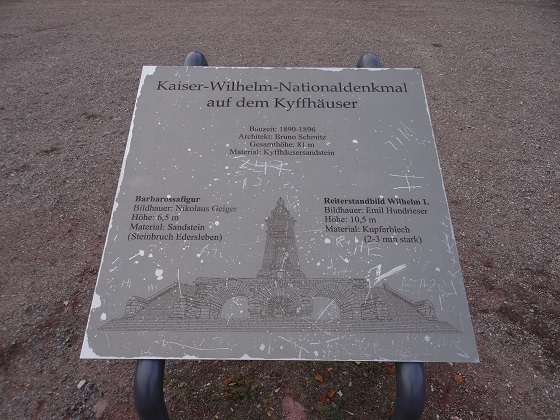 Kaiser-Wilhelm-Nationaldenkmal
auf dem Kyffhäuser
Bauzeit: 1890-1896
Architekt: Bruno Schmitz
Gesamthöhe: 81 m
Material: Kyffhäusersandstein
Barbarossafigur
Bildhauer: Nikolaus Geiger
Höhe: 6,5 m
Material: Sandstein
(Steinbruch Edersleben)
Reiterstandbild Wilhelm I.
Bildhauer: Emil Hundrieser
Höhe: 10,5 m
Material: Kupferblech
(2-3 mm stark)